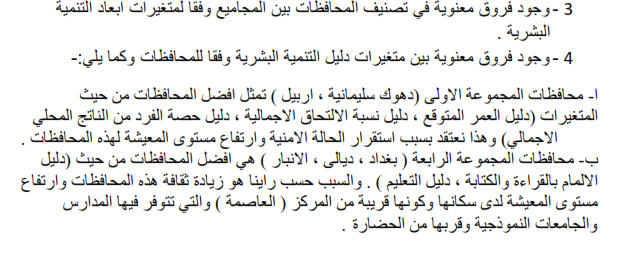 3 - وجود فروق معنوية في تصنيف المحافظات بين المجاميع وفقا لمتغيرات ابعاد التنمية
البشرية .
4 - وجود فروق معنوية بين متغيرات دليل التنمية البشرية وفقا للمحافظات وكما يلي:-
ا- محافظات المجموعة الاولى (دهوك سليمانية ، اربيل ) تمثل افضل المحافظات من حيث
المتغيرات (دليل العمر المتوقع ، دليل نسبة الالتحاق الاجمالية ، دليل حصة الفرد من الناتج المحلي
الاجمالي) وهذا نعتقد بسبب استقرار الحالة الامنية وارتفاع مستوى المعيشة لهذه المحافظات .
ب- محافظات المجموعة الرابعة ( بغداد ، ديالى ، الانبار ) هي افضل المحافظات من حيث (دليل
الالمام بالقراءة والكتابة ، دليل التعليم ) . والسبب حسب راينا هو زيادة ثقافة هذه المحافظات وارتفاع
مستوى المعيشة لدى سكانها وكونها قريبة من المركز ( العاصمة ) والتي تتوفر فيها المدارس
والجامعات النموذجية وقربها من الحضارة .